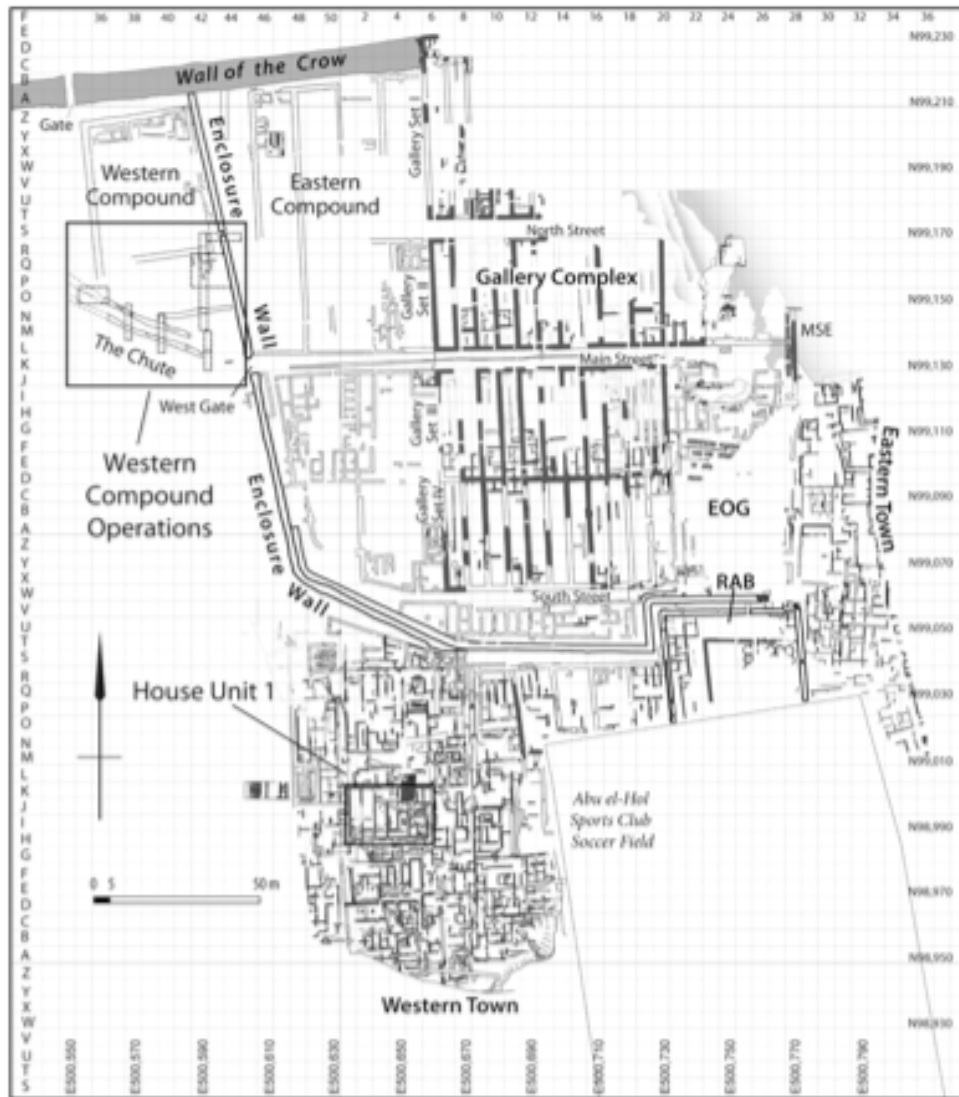 36 38 40 42 44 46 48 50 2 4 6 8 10 12 14 16 18 20 22 24 26 28 30 32 34 36
F
E
D
C
B
A
Z
Y
X
W
V
U
T
S
R
Q
P
O
N
M
L
K
J
I
H
G
F
E
D
C
B
A
Z
Y
X
W
V
U
T
S
R
Q
P
O
N
M
L
K
J
I
H
G
F
E
D
C
B
A
Z
Y
X
W
V
U
T
S
N99,230
N99,210
N99,190
N99,170
N99,150
N99,130
N99,110
N99,090
N99,070
N99,050
N99,030
N99,010
N98,990
N98,970
N98,950
N98,930
Wall of the Crow
Gate
Enclosure
Wall
Western
Compound
Eastern
Compound
Gallery Set I
North Street
Gallery Complex
Gallery
Set II
The Chute
MSE
Main Street
West Gate
Gallery
Set III
Western
Compound
Operations
Enclosure
Wall
Gallery
Set IV
EOG
Eastern Town
RAB
South Street
House Unit 1
Abu el-Hol
Sports Club
Soccer Field
0 5 50 m
Western Town
E500,550
E500,570
E500,590
E500,610
E500,630
E500,650
E500,670
E500,690
E500,710
E500,730
E500,750
E500,770
E500,790